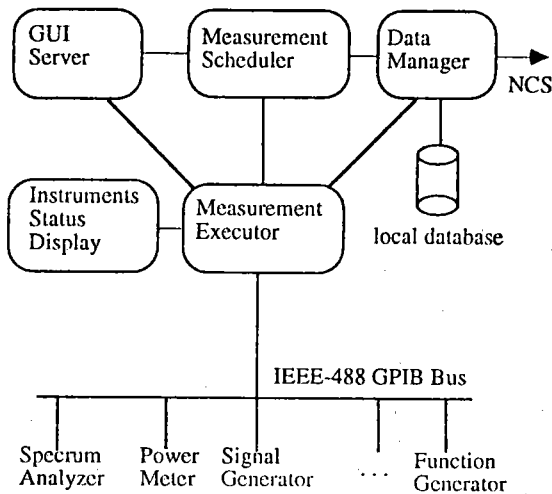 GUI
Server
Measurement
Scheduler
Data
Manager
NCS
Instruments
Status
Display
Measurement
Executor
local database
IEEE-488 GPIB Bus
Specrum
Analyzer
Power
Meter
Signal
Generator
...
Function
Generator